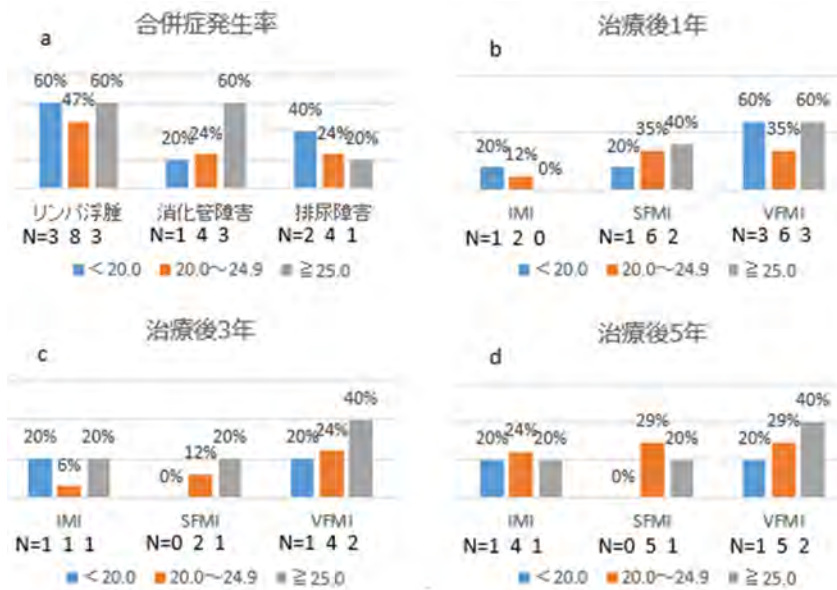 a
合併症発生率
60%
47%
60%
20%
24%
60%
40%
24%
20%
リンパ浮腫 消化管障害 排尿障害
N=3 8 3 N=1 4 3 N=2 4 1
<20.0 20.0～24.9 ≧25.0
b
治療後1年
20%
12%
0%
20%
35%
40%
60%
35%
60%
IMI SFMI VFMI
N=1 2 0 N=1 6 2 N=3 6 3
<20.0 20.0～24.9 ≧25.0
c
治療後3年
20%
6%
20%
0%
12%
20%
20%
24%
40%
IMI SFMI VFMI
N=1 1 1 N=0 2 1 N=1 4 2
<20.0 20.0～24.9 ≧25.0
d
治療後5年
20%
24%
20%
0%
29%
20%
20%
29%
40%
IMI SFMI VFMI
N=1 4 1 N=0 5 1 N=1 5 2
<20.0 20.0～24.9 ≧25.0